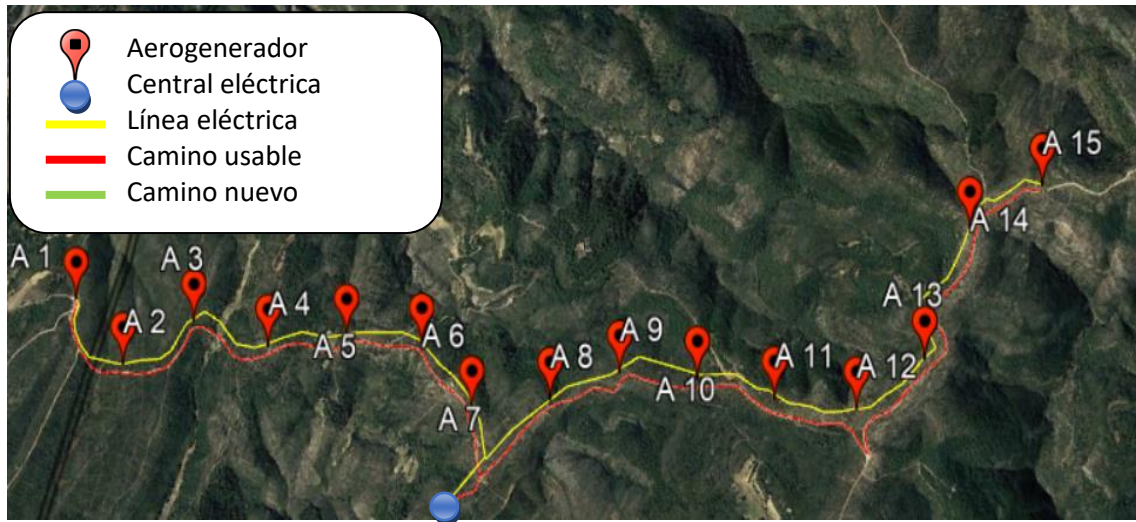 Aerogenerador
Central eléctrica
Línea eléctrica
Camino usable
Camino nuevo
A 1
A 2
A 3
A 4
A 5
A 6
A 7
A 8
A 9
A 10
A 11
A 12
A 13
A 14
A 15